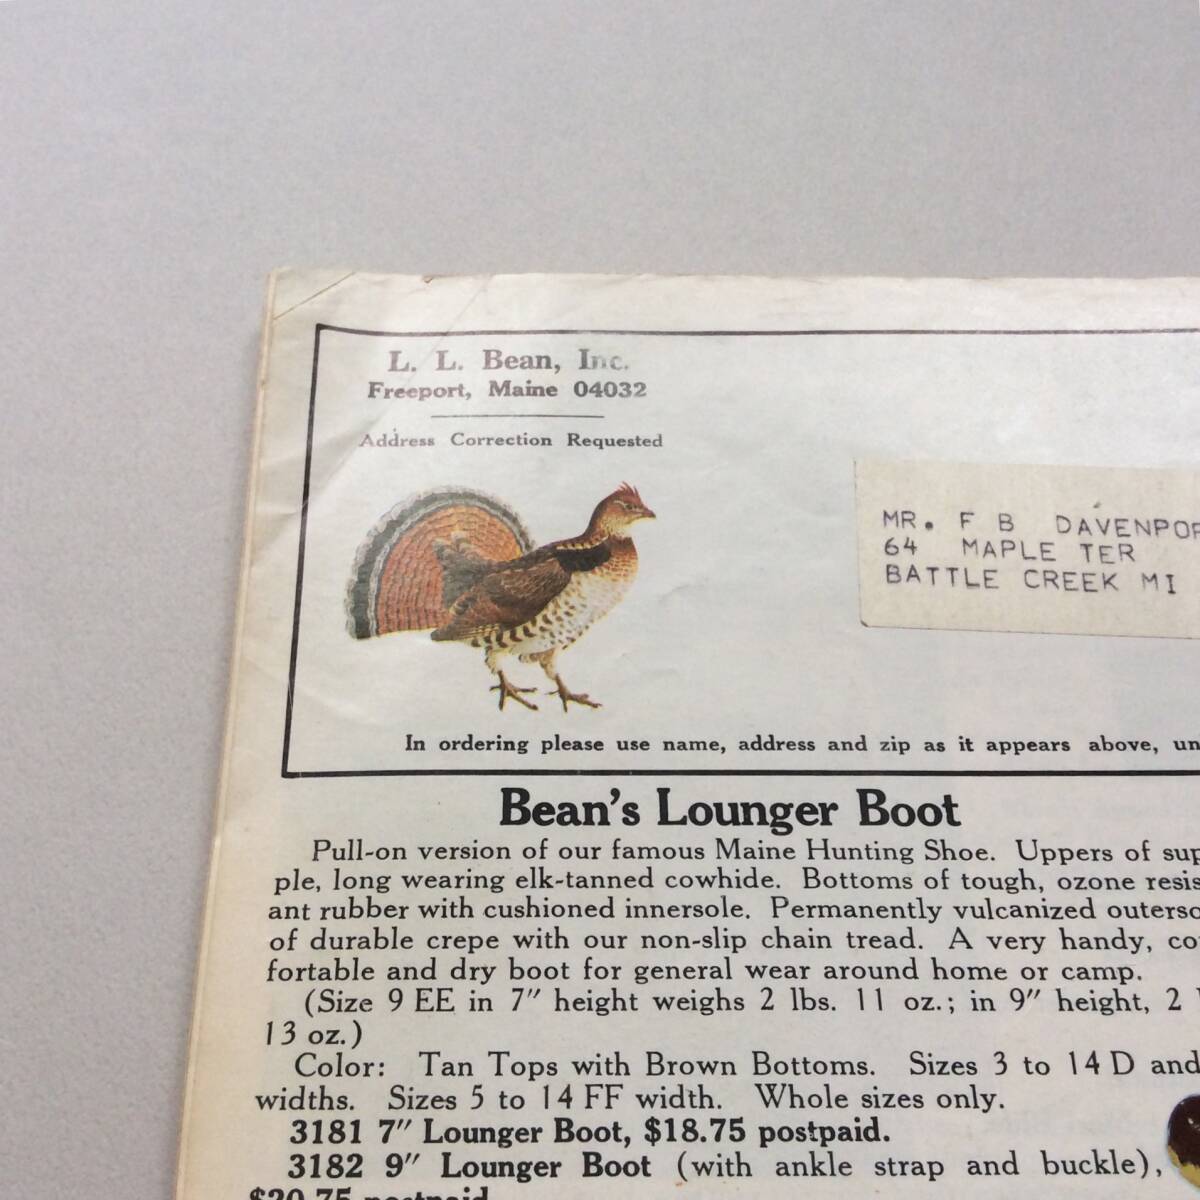 L. L. Bean, Inc.
Freeport, Maine 04032
Address Correction Requested
MR. F B DAVENPOR
64 MAPLE TER
BATTLE CREEK MI
In ordering please use name, address and zip as it appears above, un
Bean's Lounger Boot
Pull-on version of our famous Maine Hunting Shoe. Uppers of sup
ple, long wearing elk-tanned cowhide. Bottoms of tough, ozone resis
ant rubber with cushioned innersole. Permanently vulcanized outerso
of durable crepe with our non-slip chain tread. A very handy, co
fortable and dry boot for general wear around home or camp.
(Size 9 EE in 7" height weighs 2 lbs. 11 oz.; in 9" height, 2 l
13 oz.)
Color: Tan Tops with Brown Bottoms. Sizes 3 to 14 D and
widths. Sizes 5 to 14 FF width. Whole sizes only.
3181 7" Lounger Boot, $18.75 postpaid.
3182 9" Lounger Boot (with ankle strap and buckle),
$20.75 postpaid